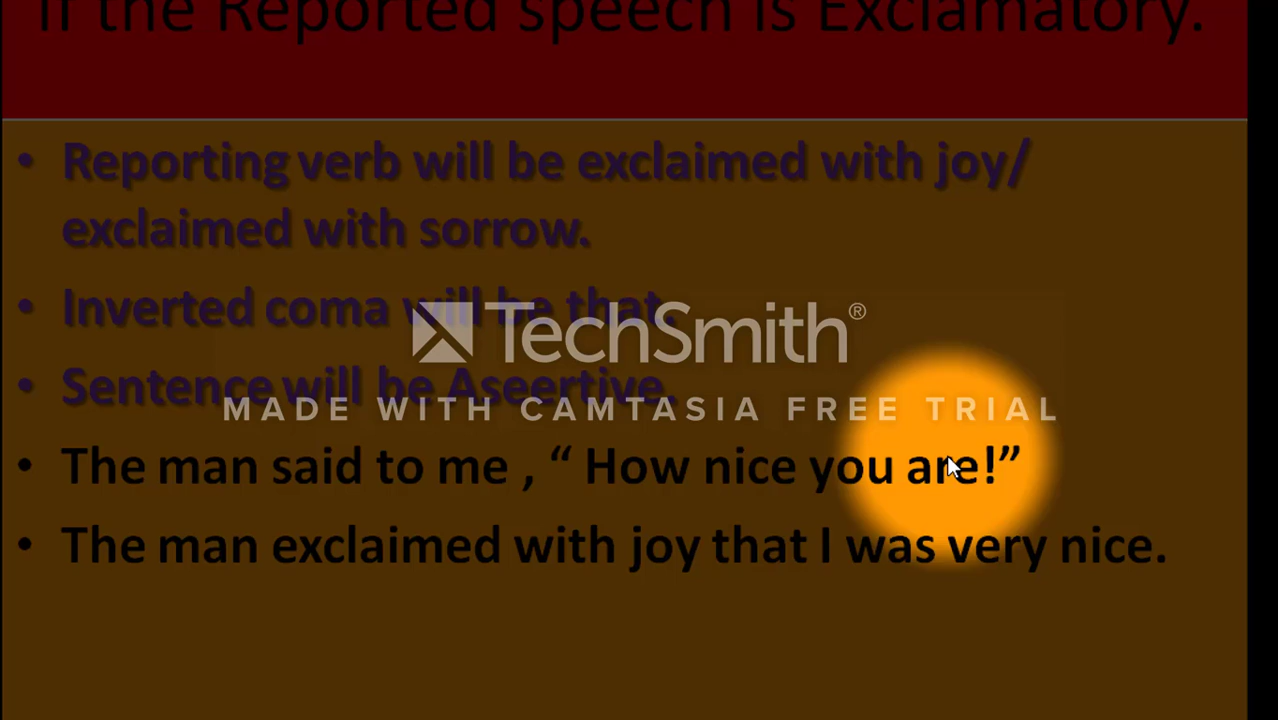 If the Reported speech is Exclamatory.
• Reporting verb will be exclaimed with joy/
exclaimed with sorrow.
• Inverted coma will be that.
TechSmith®
• Sentence will be Aseertive.
MADE WITH CAMTASIA FREE TRIAL
• The man said to me , “ How nice you are!”
• The man exclaimed with joy that I was very nice.